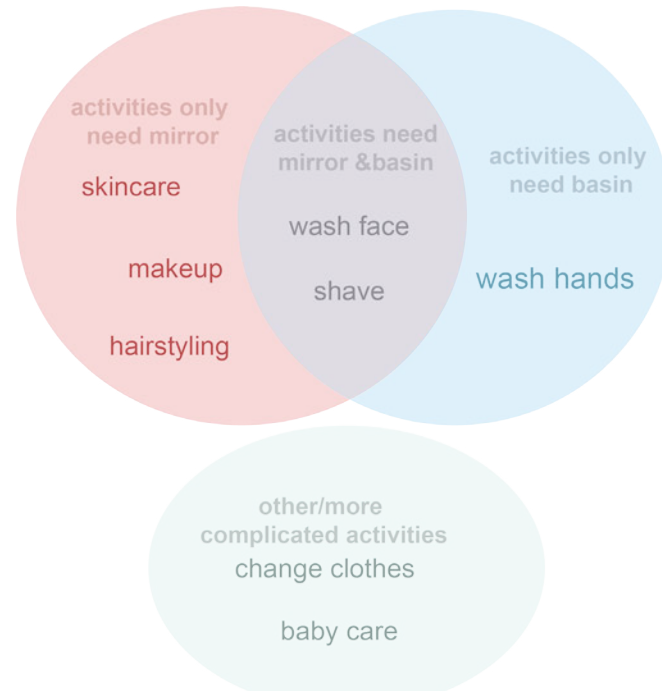 activities only
need mirror
skincare
makeup
hairstyling
activities need
mirror &basin
wash face
shave
activities only
need basin
wash hands
other/more
complicated activities
change clothes
baby care